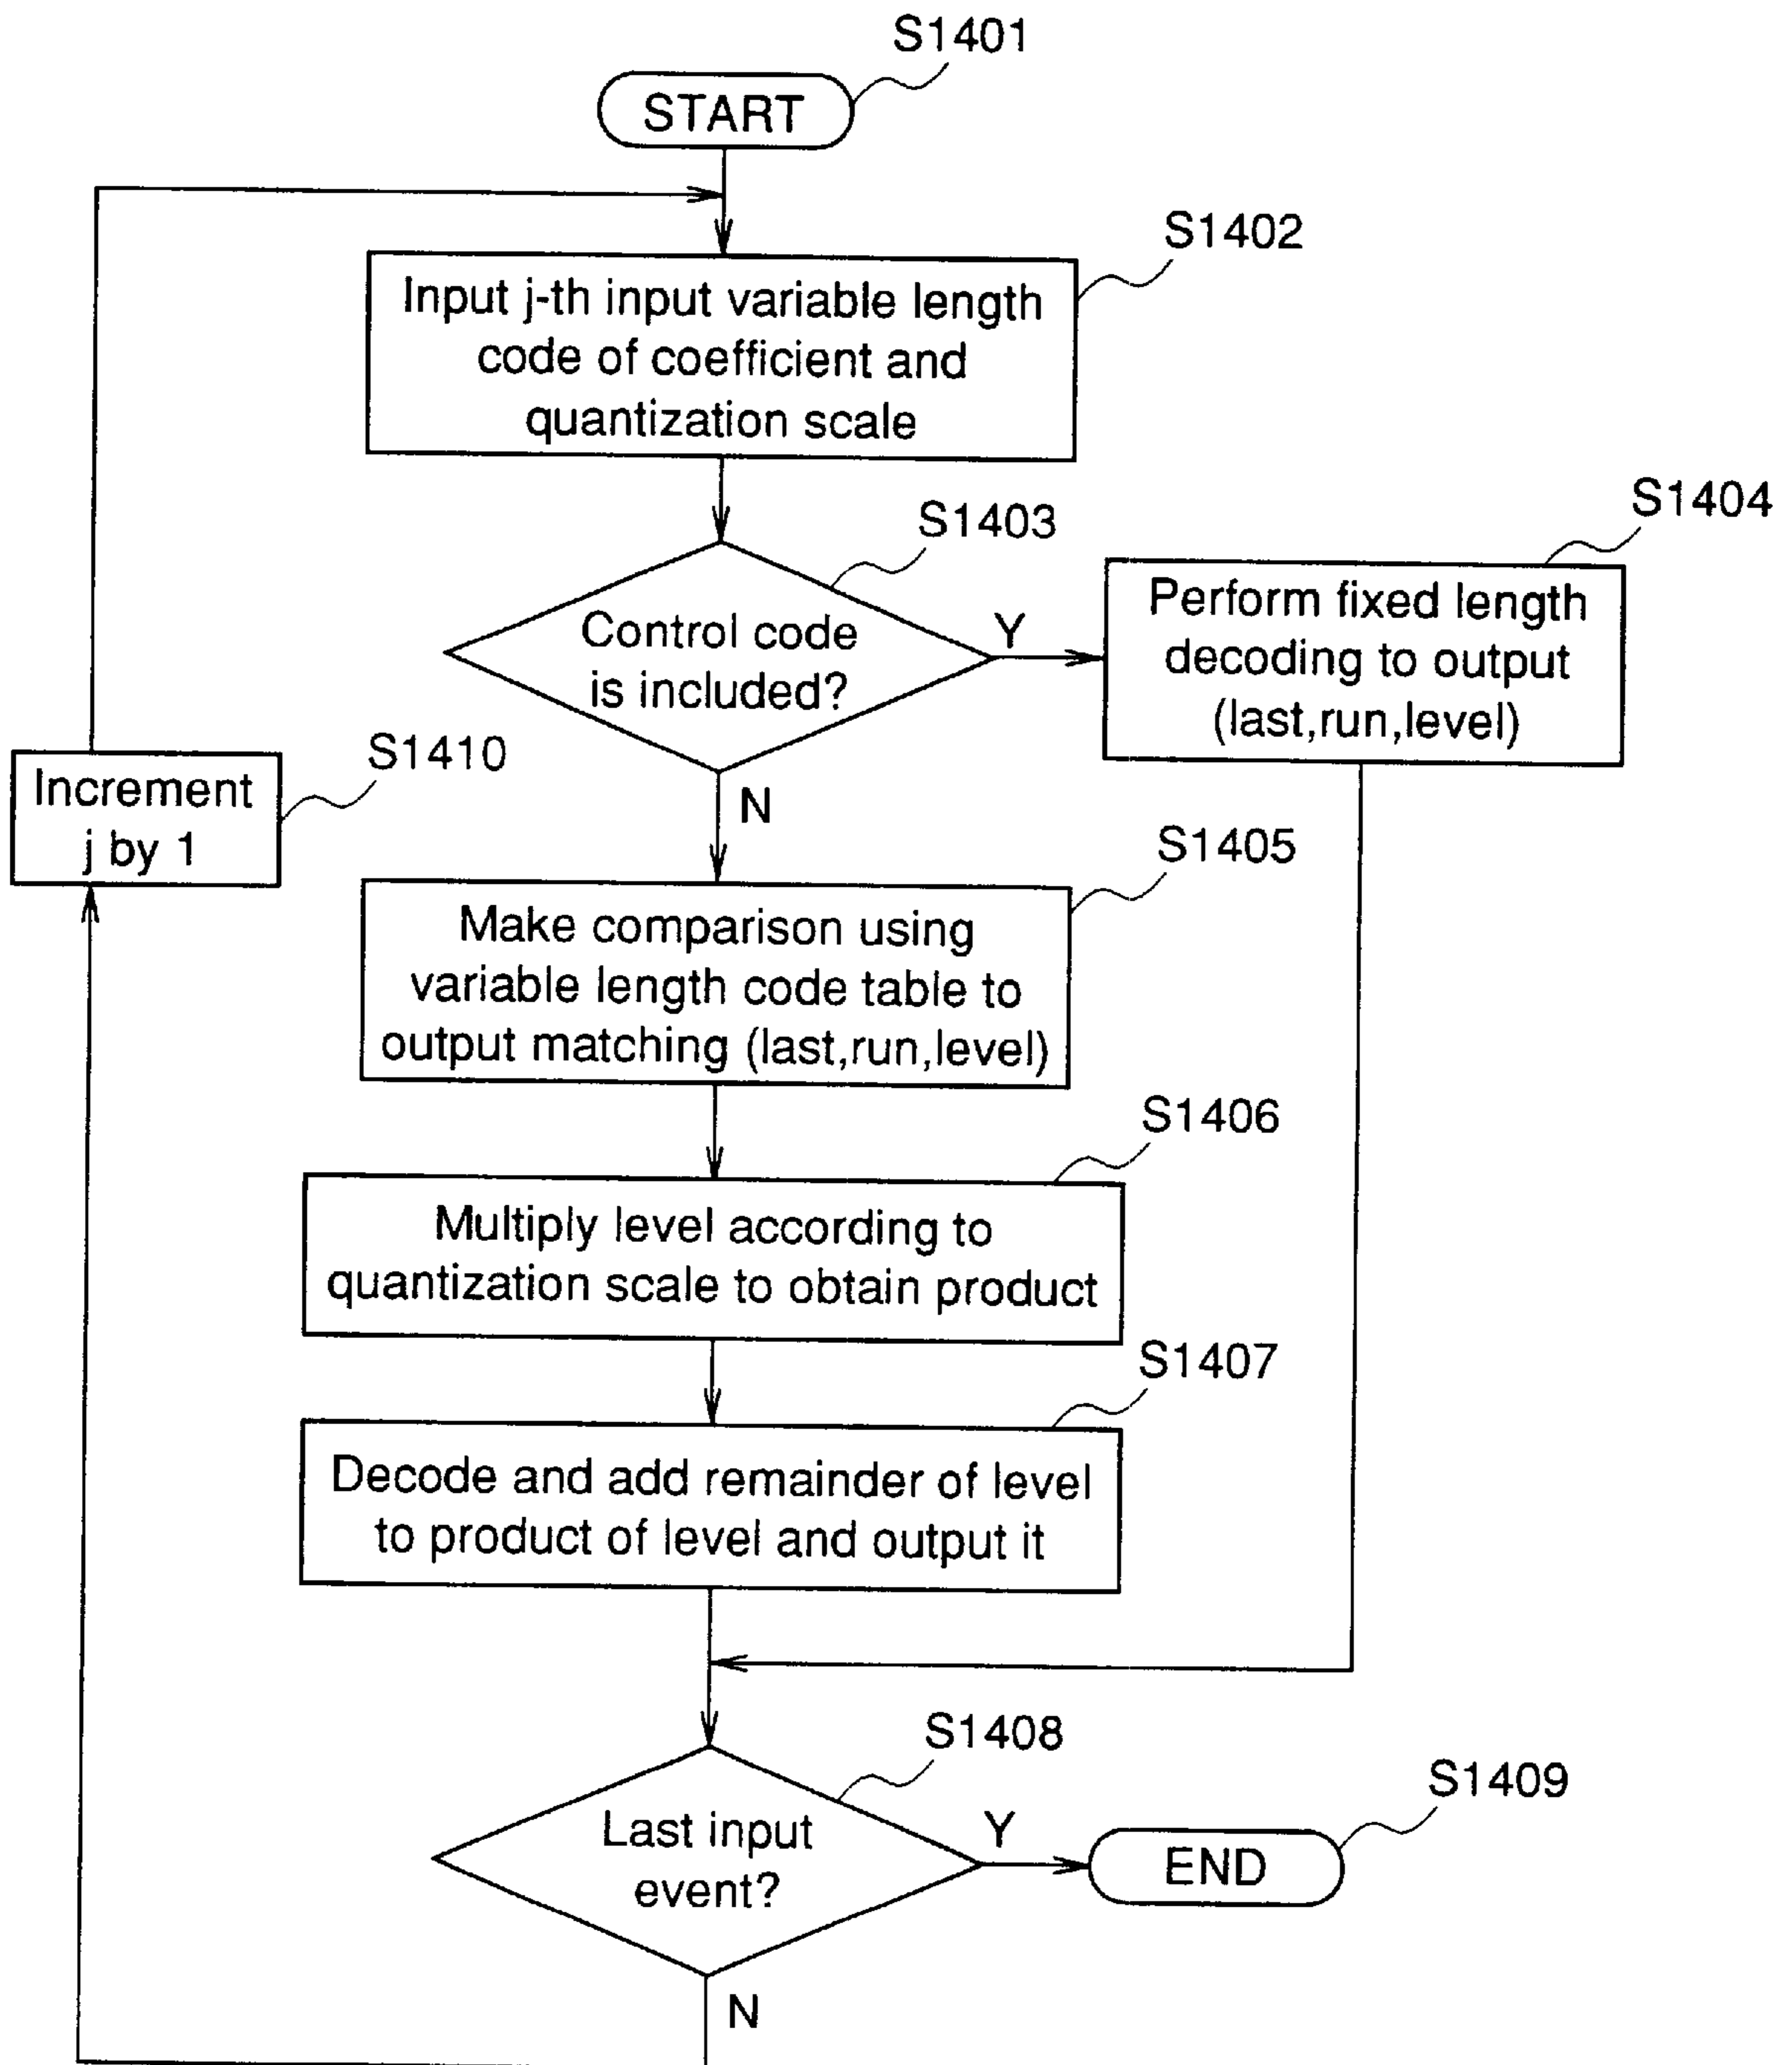 S1401
START
S1402
Input j-th input variable length
code of coefficient and
quantization scale
S1403
Control code
is included?
Y
N
S1404
Perform fixed length
decoding to output
(last,run,level)
S1410
Increment
j by 1
S1405
Make comparison using
variable length code table to
output matching (last,run,level)
S1406
Multiply level according to
quantization scale to obtain product
S1407
Decode and add remainder of level
to product of level and output it
S1408
Last input
event?
Y
S1409
END
N